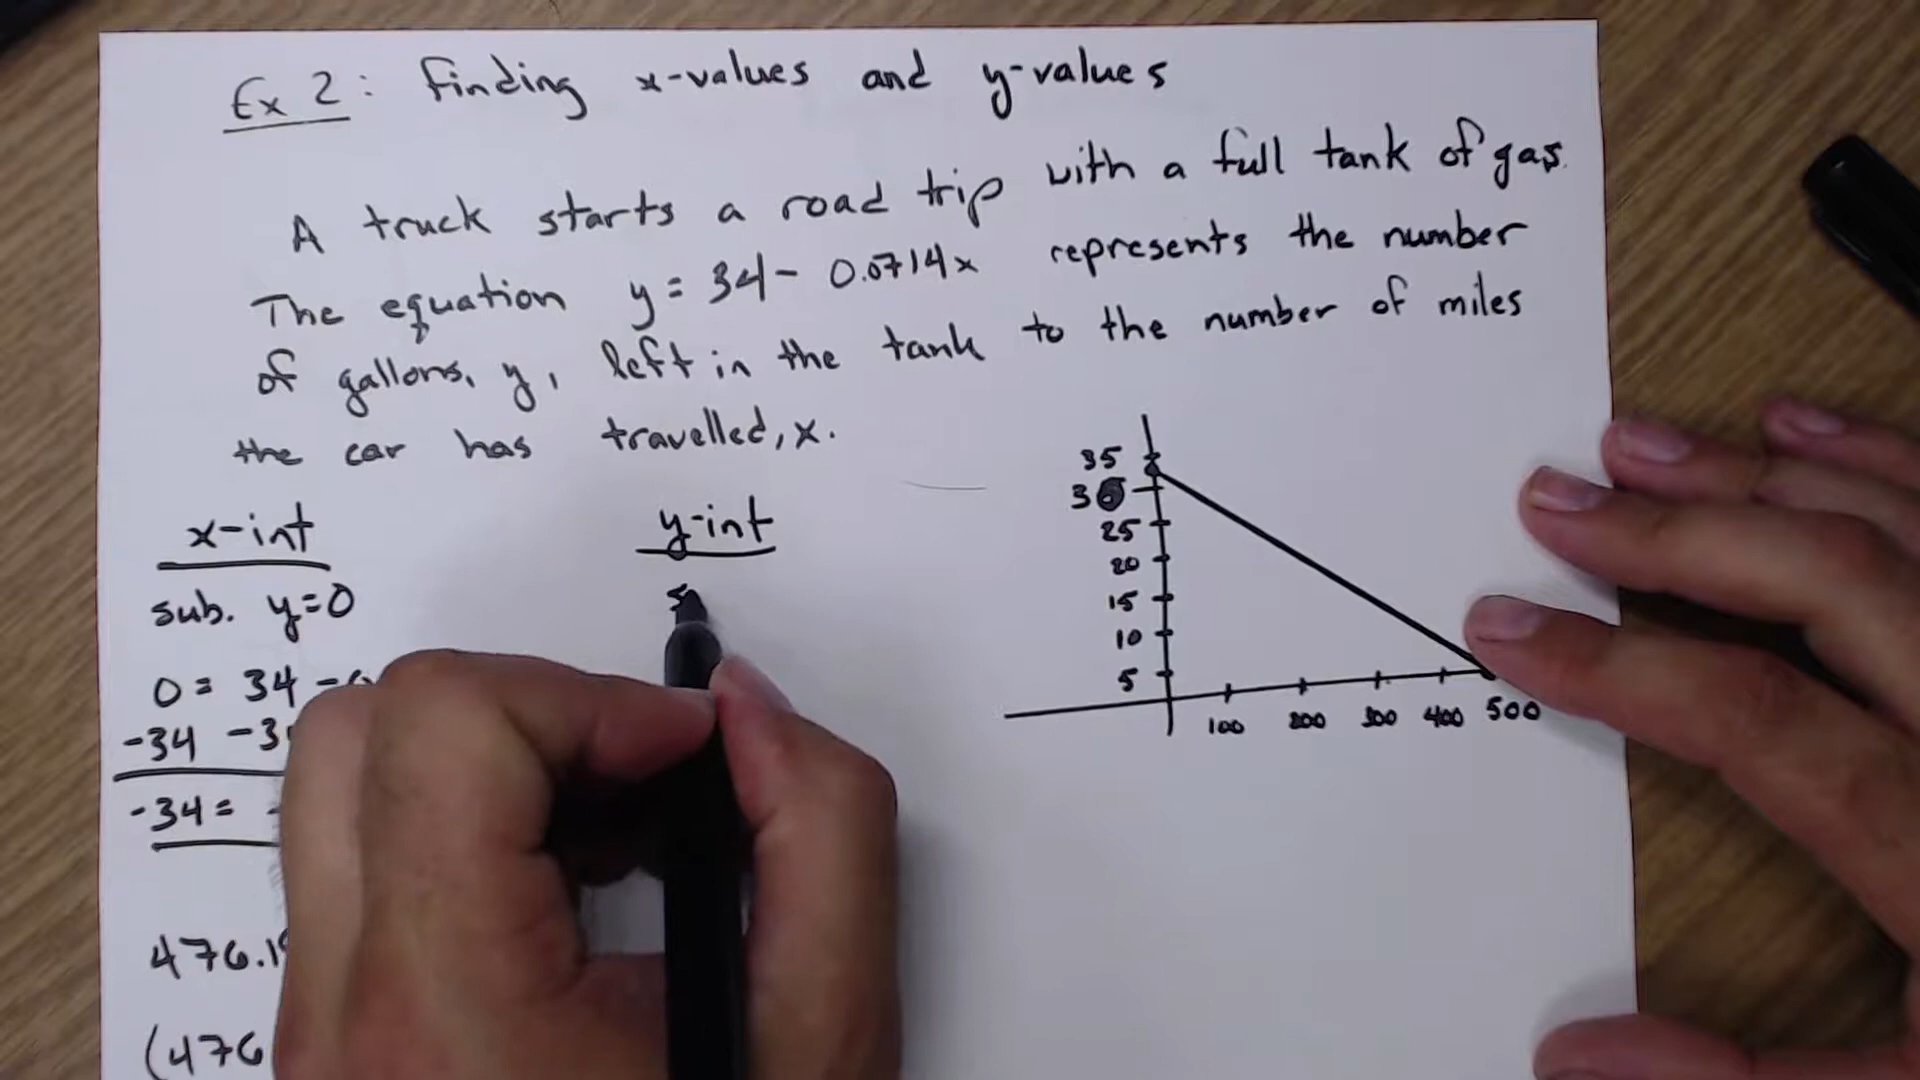 Ex 2: Finding x-values and y-values
A truck starts a road trip with a full tank of gas.
The equation y = 34 - 0.0714x represents the number
of gallons, y, left in the tank to the number of miles
the car has travelled, x.
x-int
sub. y=0
0 = 34 -
-34 -3
-34 = -
476.19
(476
y-int
s
35
30
25
20
15
10
5
100 200 300 400 500